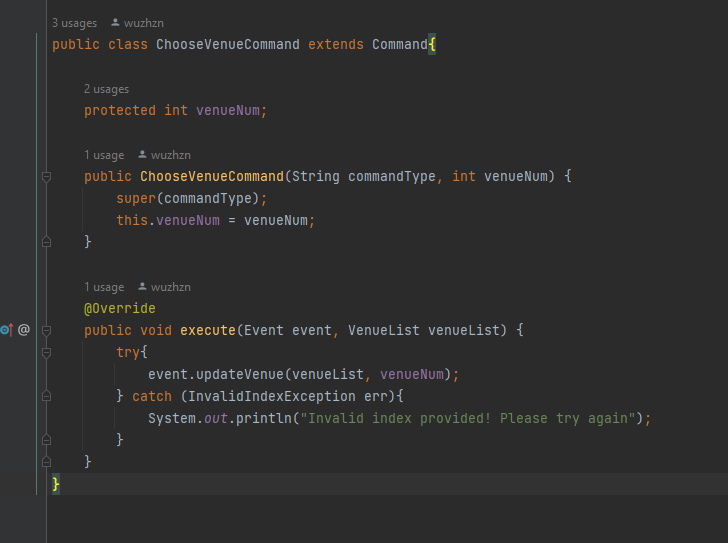 3 usages wuzhzn
public class ChooseVenueCommand extends Command{
2 usages
protected int venueNum;
1 usage wuzhzn
public ChooseVenueCommand(String commandType, int venueNum) {
super(commandType);
this.venueNum = venueNum;
}
1 usage wuzhzn
@Override
@ public void execute(Event event, VenueList venueList) {
try{
event.updateVenue(venueList, venueNum);
} catch (InvalidIndexException err){
System.out.println("Invalid index provided! Please try again");
}
}
}